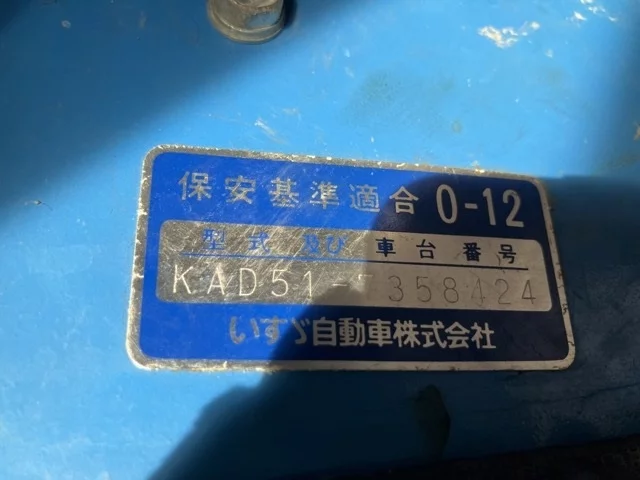 保安基準適合 0-12
型式 及び 車台番号
KAD51-7358424
いすゞ自動車株式会社